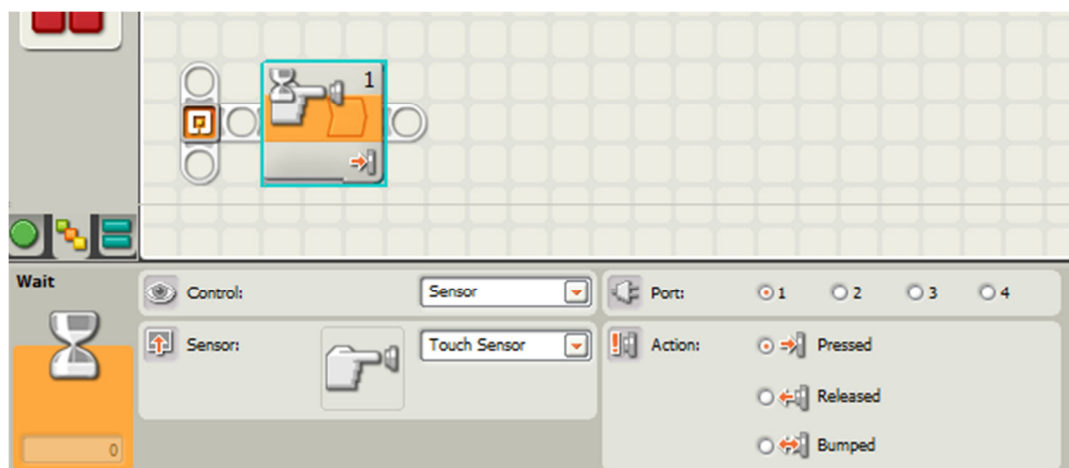 1
Wait
Control: Sensor
Port: 1 2 3 4
Sensor: Touch Sensor
Action: Pressed
Released
Bumped
0